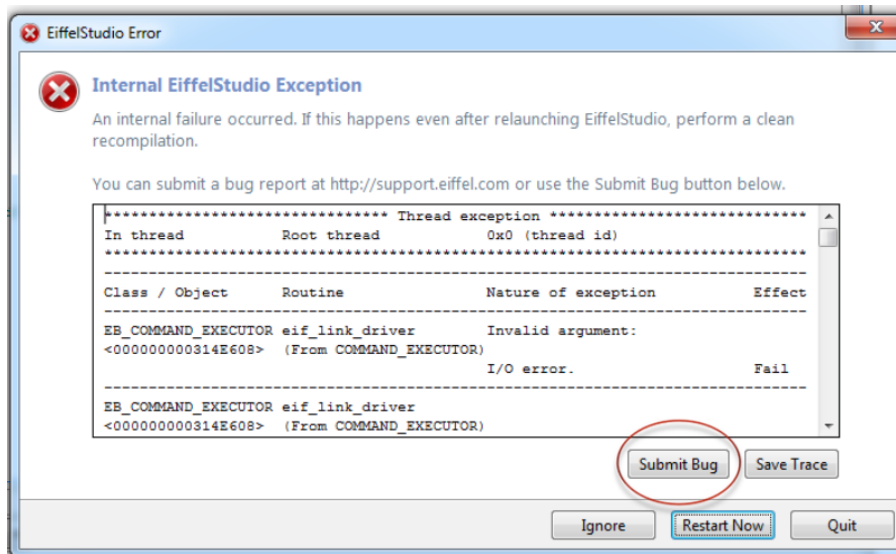 EiffelStudio Error
x
Internal EiffelStudio Exception
An internal failure occurred. If this happens even after relaunching EiffelStudio, perform a clean
recompilation.
You can submit a bug report at http://support.eiffel.com or use the Submit Bug button below.
******************************** Thread exception *****************************
In thread Root thread 0x0 (thread id)
*******************************************************************************
-------------------------------------------------------------------------------
Class / Object Routine Nature of exception Effect
-------------------------------------------------------------------------------
EB_COMMAND_EXECUTOR eif_link_driver Invalid argument:
<000000000314E608> (From COMMAND_EXECUTOR)
I/O error. Fail
-------------------------------------------------------------------------------
EB_COMMAND_EXECUTOR eif_link_driver
<000000000314E608> (From COMMAND_EXECUTOR)
Submit Bug Save Trace
Ignore Restart Now Quit